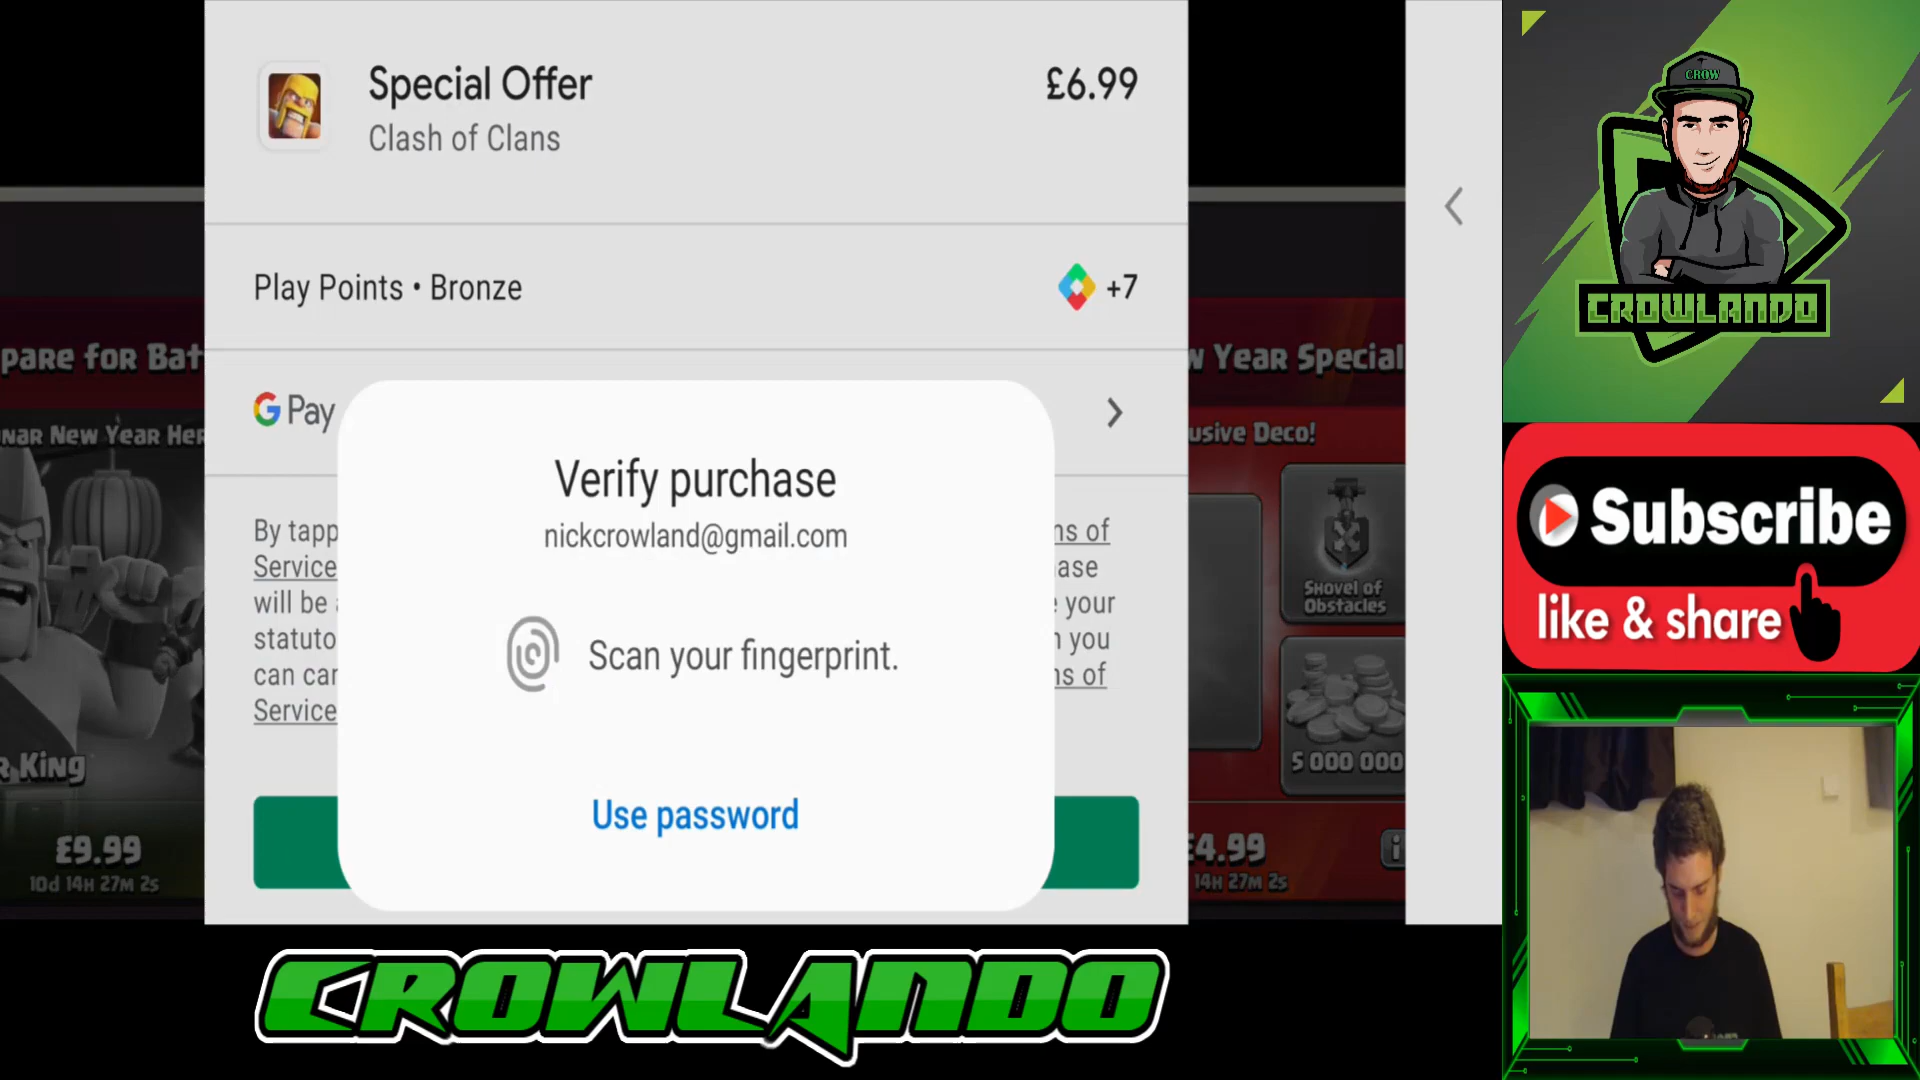 Special Offer
£6.99
Clash of Clans
Play Points • Bronze
+7
G Pay
Verify purchase
nickcrowland@gmail.com
Scan your fingerprint.
Use password
By tapp
Service
will be
statuto
can car
Service
ns of
ase
your
you
ns of
pare for Bat
nar New Year Her
King
£9.99
10d 14H 27M 2s
w Year Special
usive Deco!
Shovel of
Obstacles
5 000 000
£4.99
14H 27M 2s
i
CROW
CROWLANDO
Subscribe
like & share
CROWLANDO